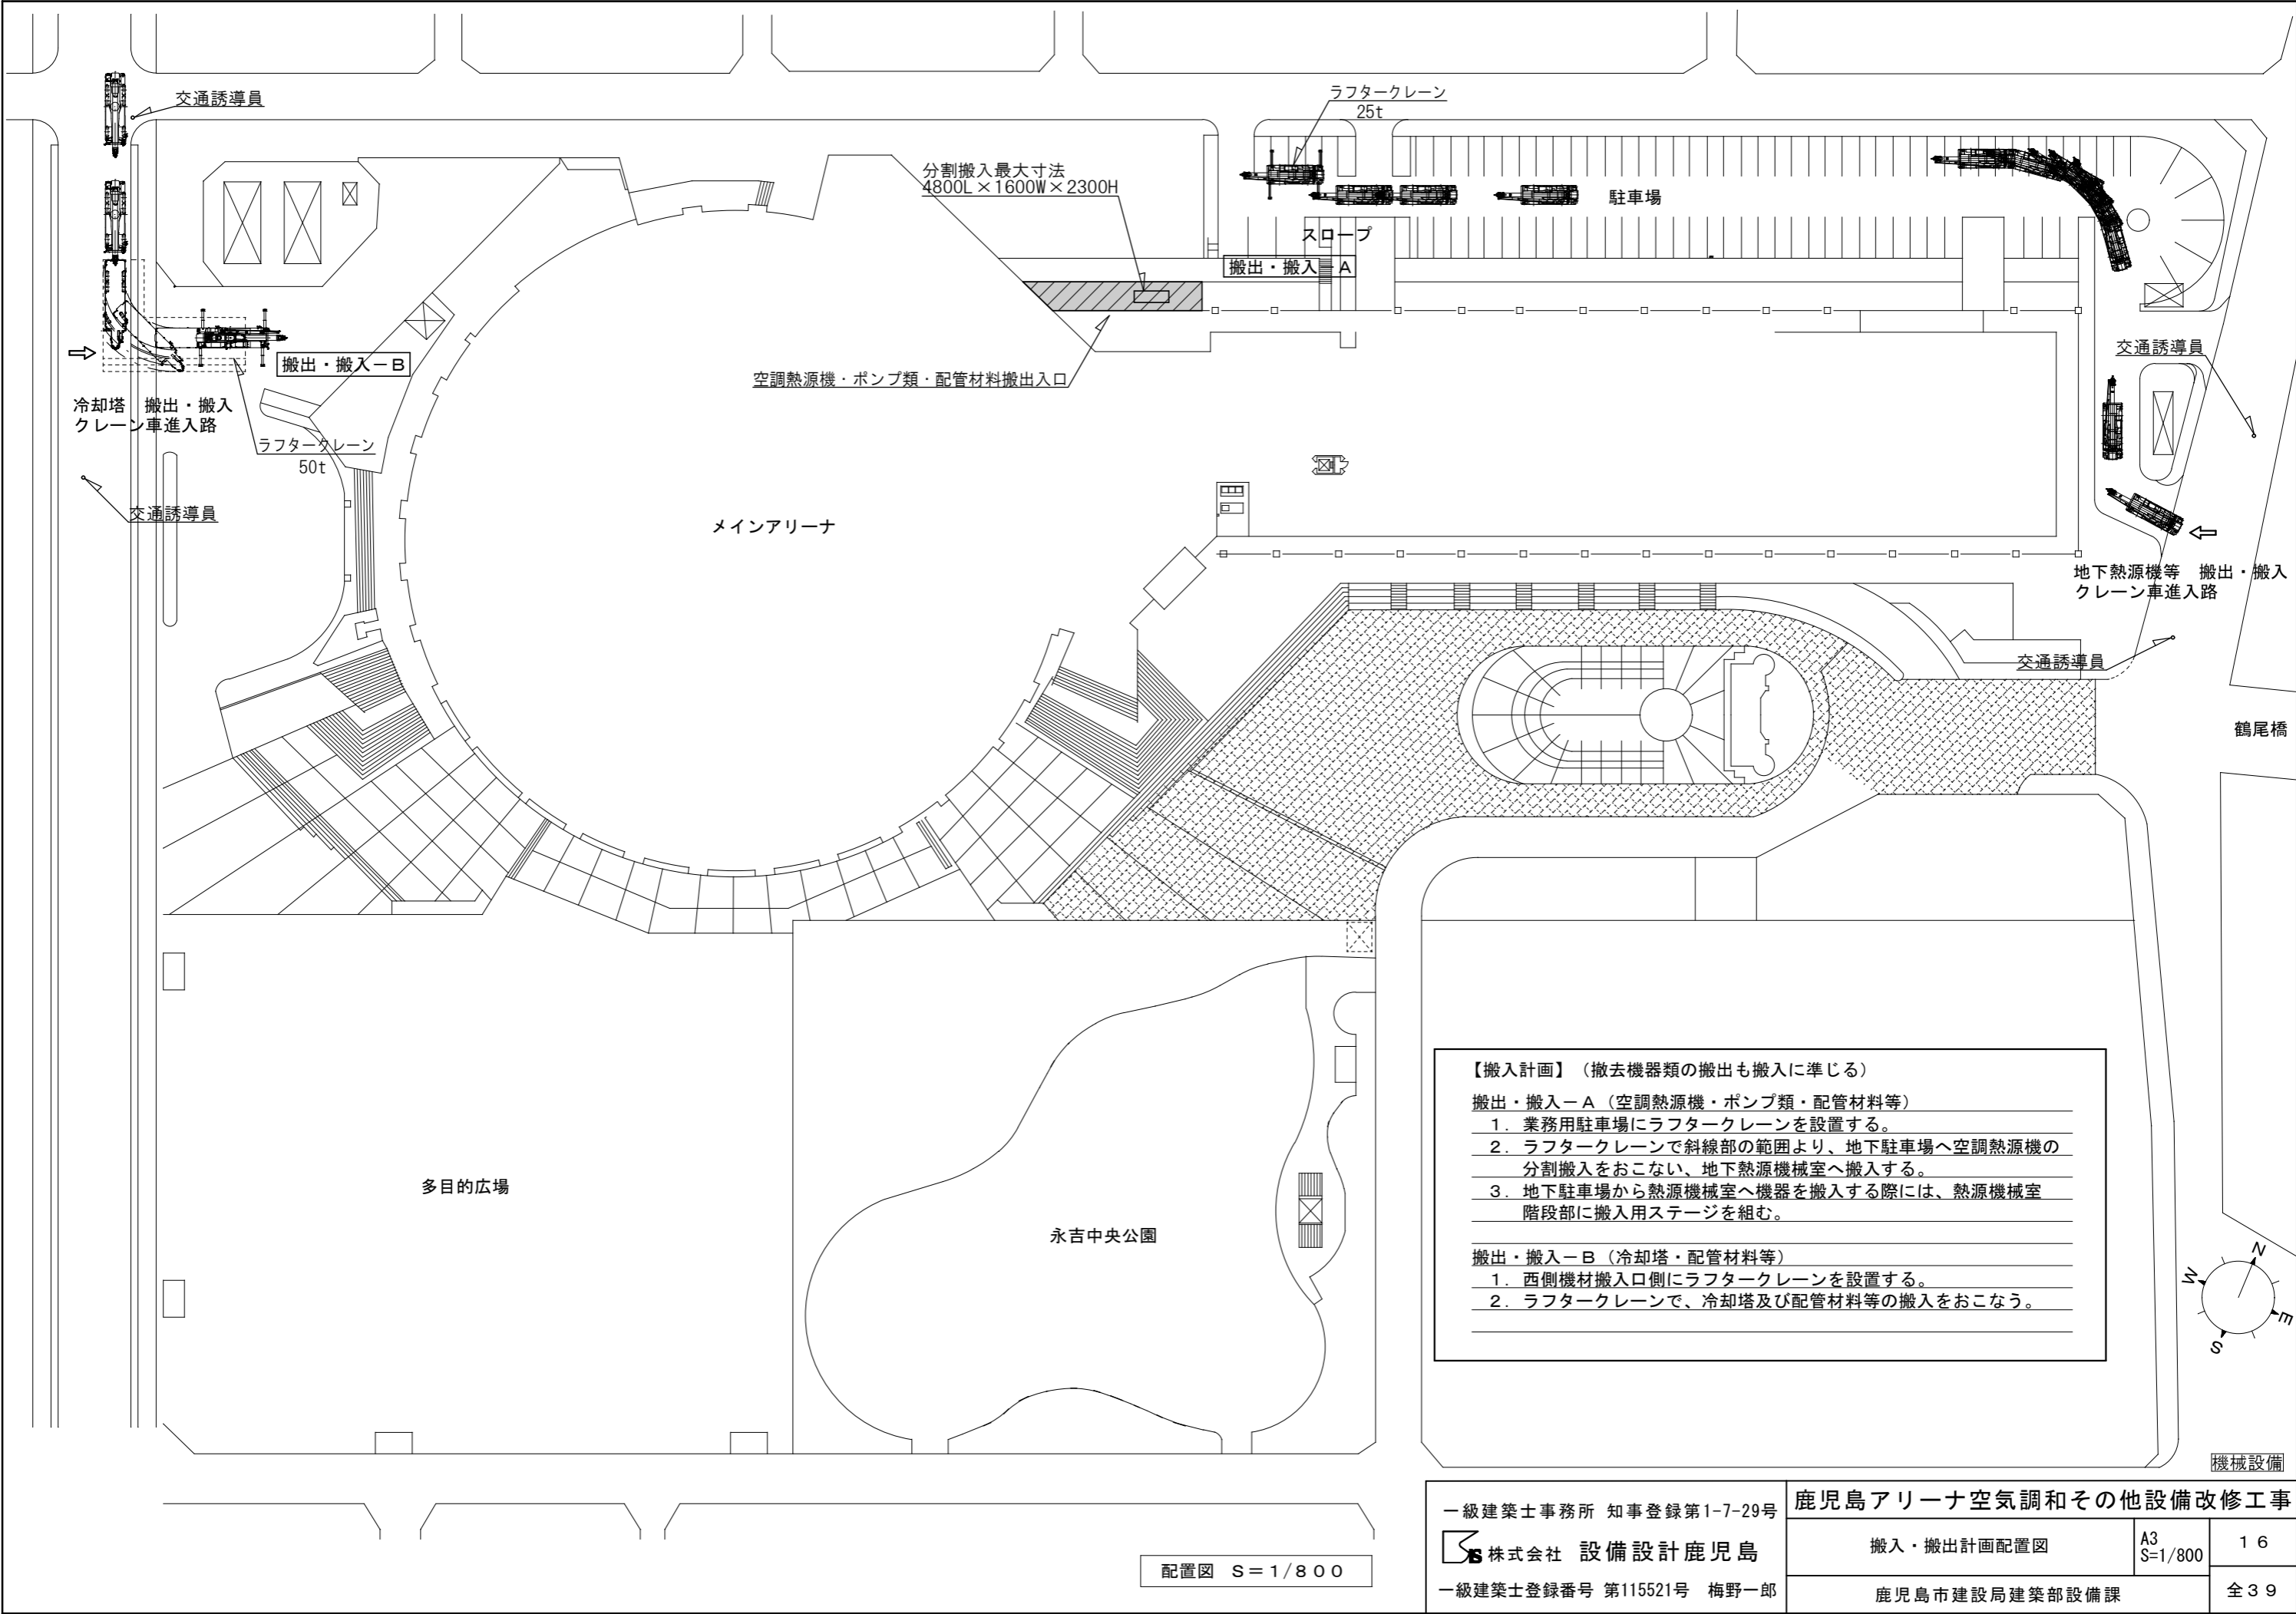 交通誘導員
ラフタークレーン
25t
分割搬入最大寸法
4800L×1600W×2300H
駐車場
スロープ
搬出・搬入－A
搬出・搬入－B
空調熱源機・ポンプ類・配管材料搬出入口
交通誘導員
冷却塔　搬出・搬入
クレーン車進入路
ラフタークレーン
50t
交通誘導員
メインアリーナ
地下熱源機等　搬出・搬入
クレーン車進入路
交通誘導員
鶴尾橋
【搬入計画】（撤去機器類の搬出も搬入に準じる）
搬出・搬入－A（空調熱源機・ポンプ類・配管材料等）
１．業務用駐車場にラフタークレーンを設置する。
２．ラフタークレーンで斜線部の範囲より、地下駐車場へ空調熱源機の
分割搬入をおこない、地下熱源機械室へ搬入する。
３．地下駐車場から熱源機械室へ機器を搬入する際には、熱源機械室
階段部に搬入用ステージを組む。
搬出・搬入－B（冷却塔・配管材料等）
１．西側機材搬入口側にラフタークレーンを設置する。
２．ラフタークレーンで、冷却塔及び配管材料等の搬入をおこなう。
多目的広場
永吉中央公園
N
W
E
S
機械設備
配置図　S＝1/800
一級建築士事務所 知事登録第1-7-29号
株式会社 設備設計鹿児島
一級建築士登録番号 第115521号　梅野一郎
鹿児島アリーナ空気調和その他設備改修工事
搬入・搬出計画配置図
A3
S=1/800
１６
鹿児島市建設局建築部設備課
全３９